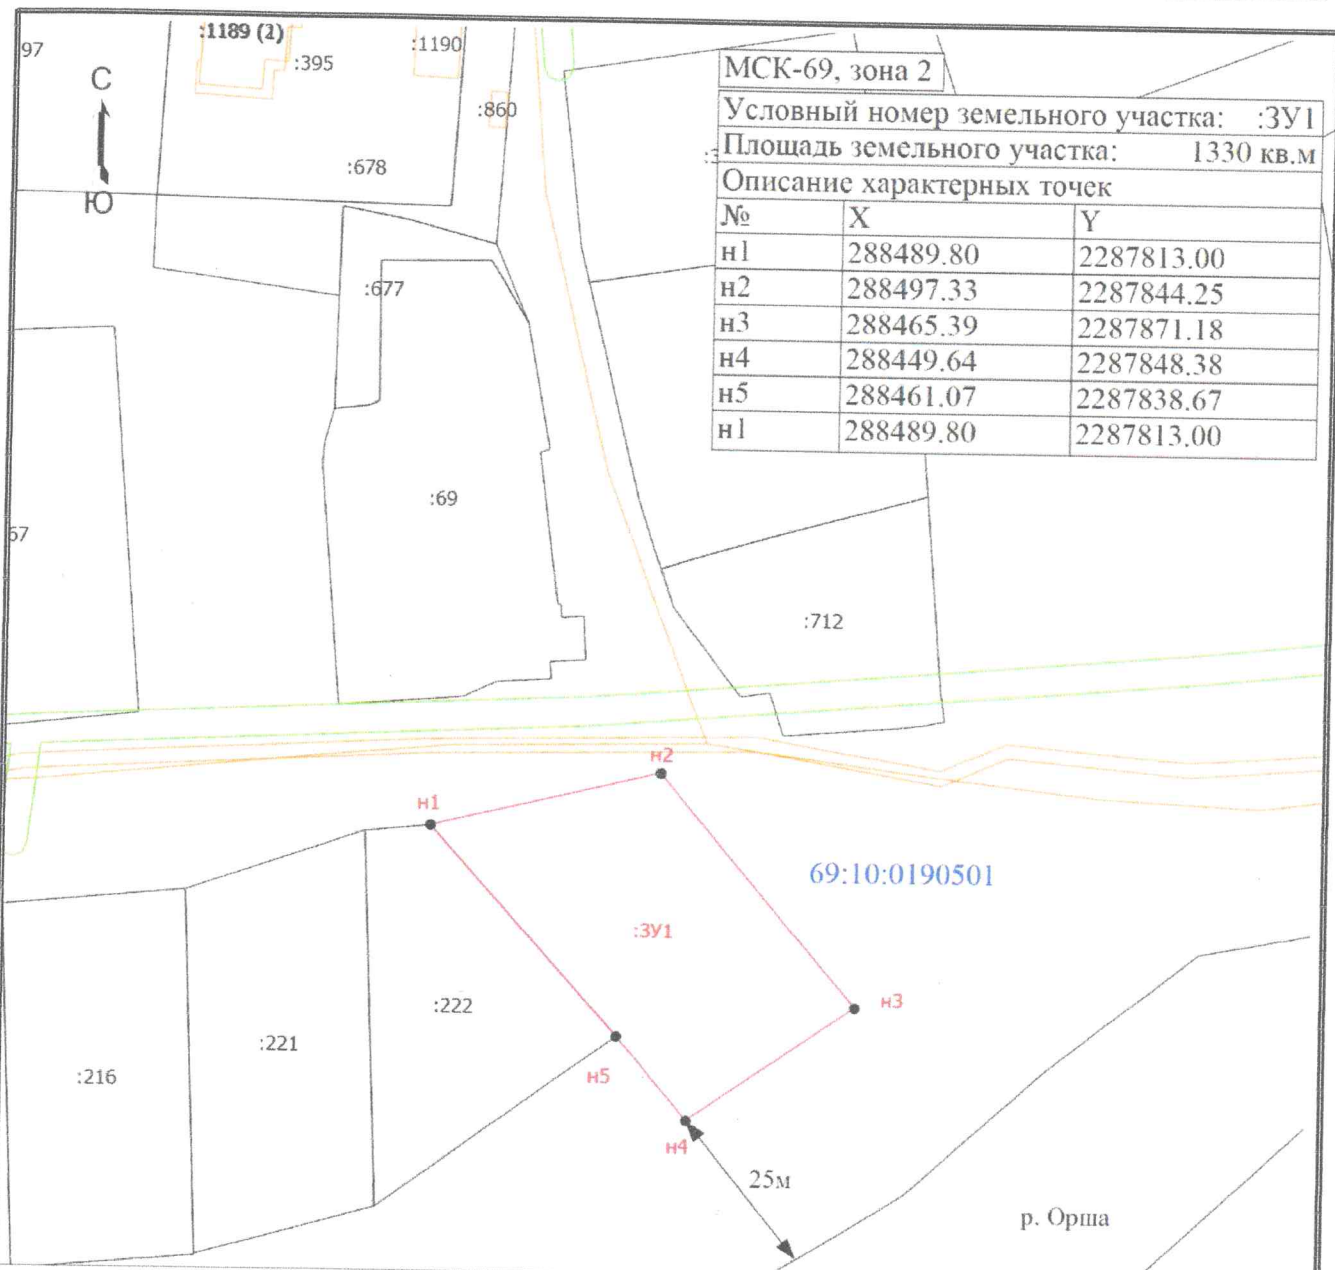 :1189 (2)
:395
:1190
97
С
:860
:678
Ю
МСК-69, зона 2
Условный номер земельного участка: :ЗУ1
Площадь земельного участка: 1330 кв.м
Описание характерных точек
№ X Y
н1 288489.80 2287813.00
н2 288497.33 2287844.25
н3 288465.39 2287871.18
н4 288449.64 2287848.38
н5 288461.07 2287838.67
н1 288489.80 2287813.00
:677
:69
67
:712
н2
н1
69:10:0190501
:ЗУ1
н3
:222
:221
:216
н5
н4
25м
р. Орша